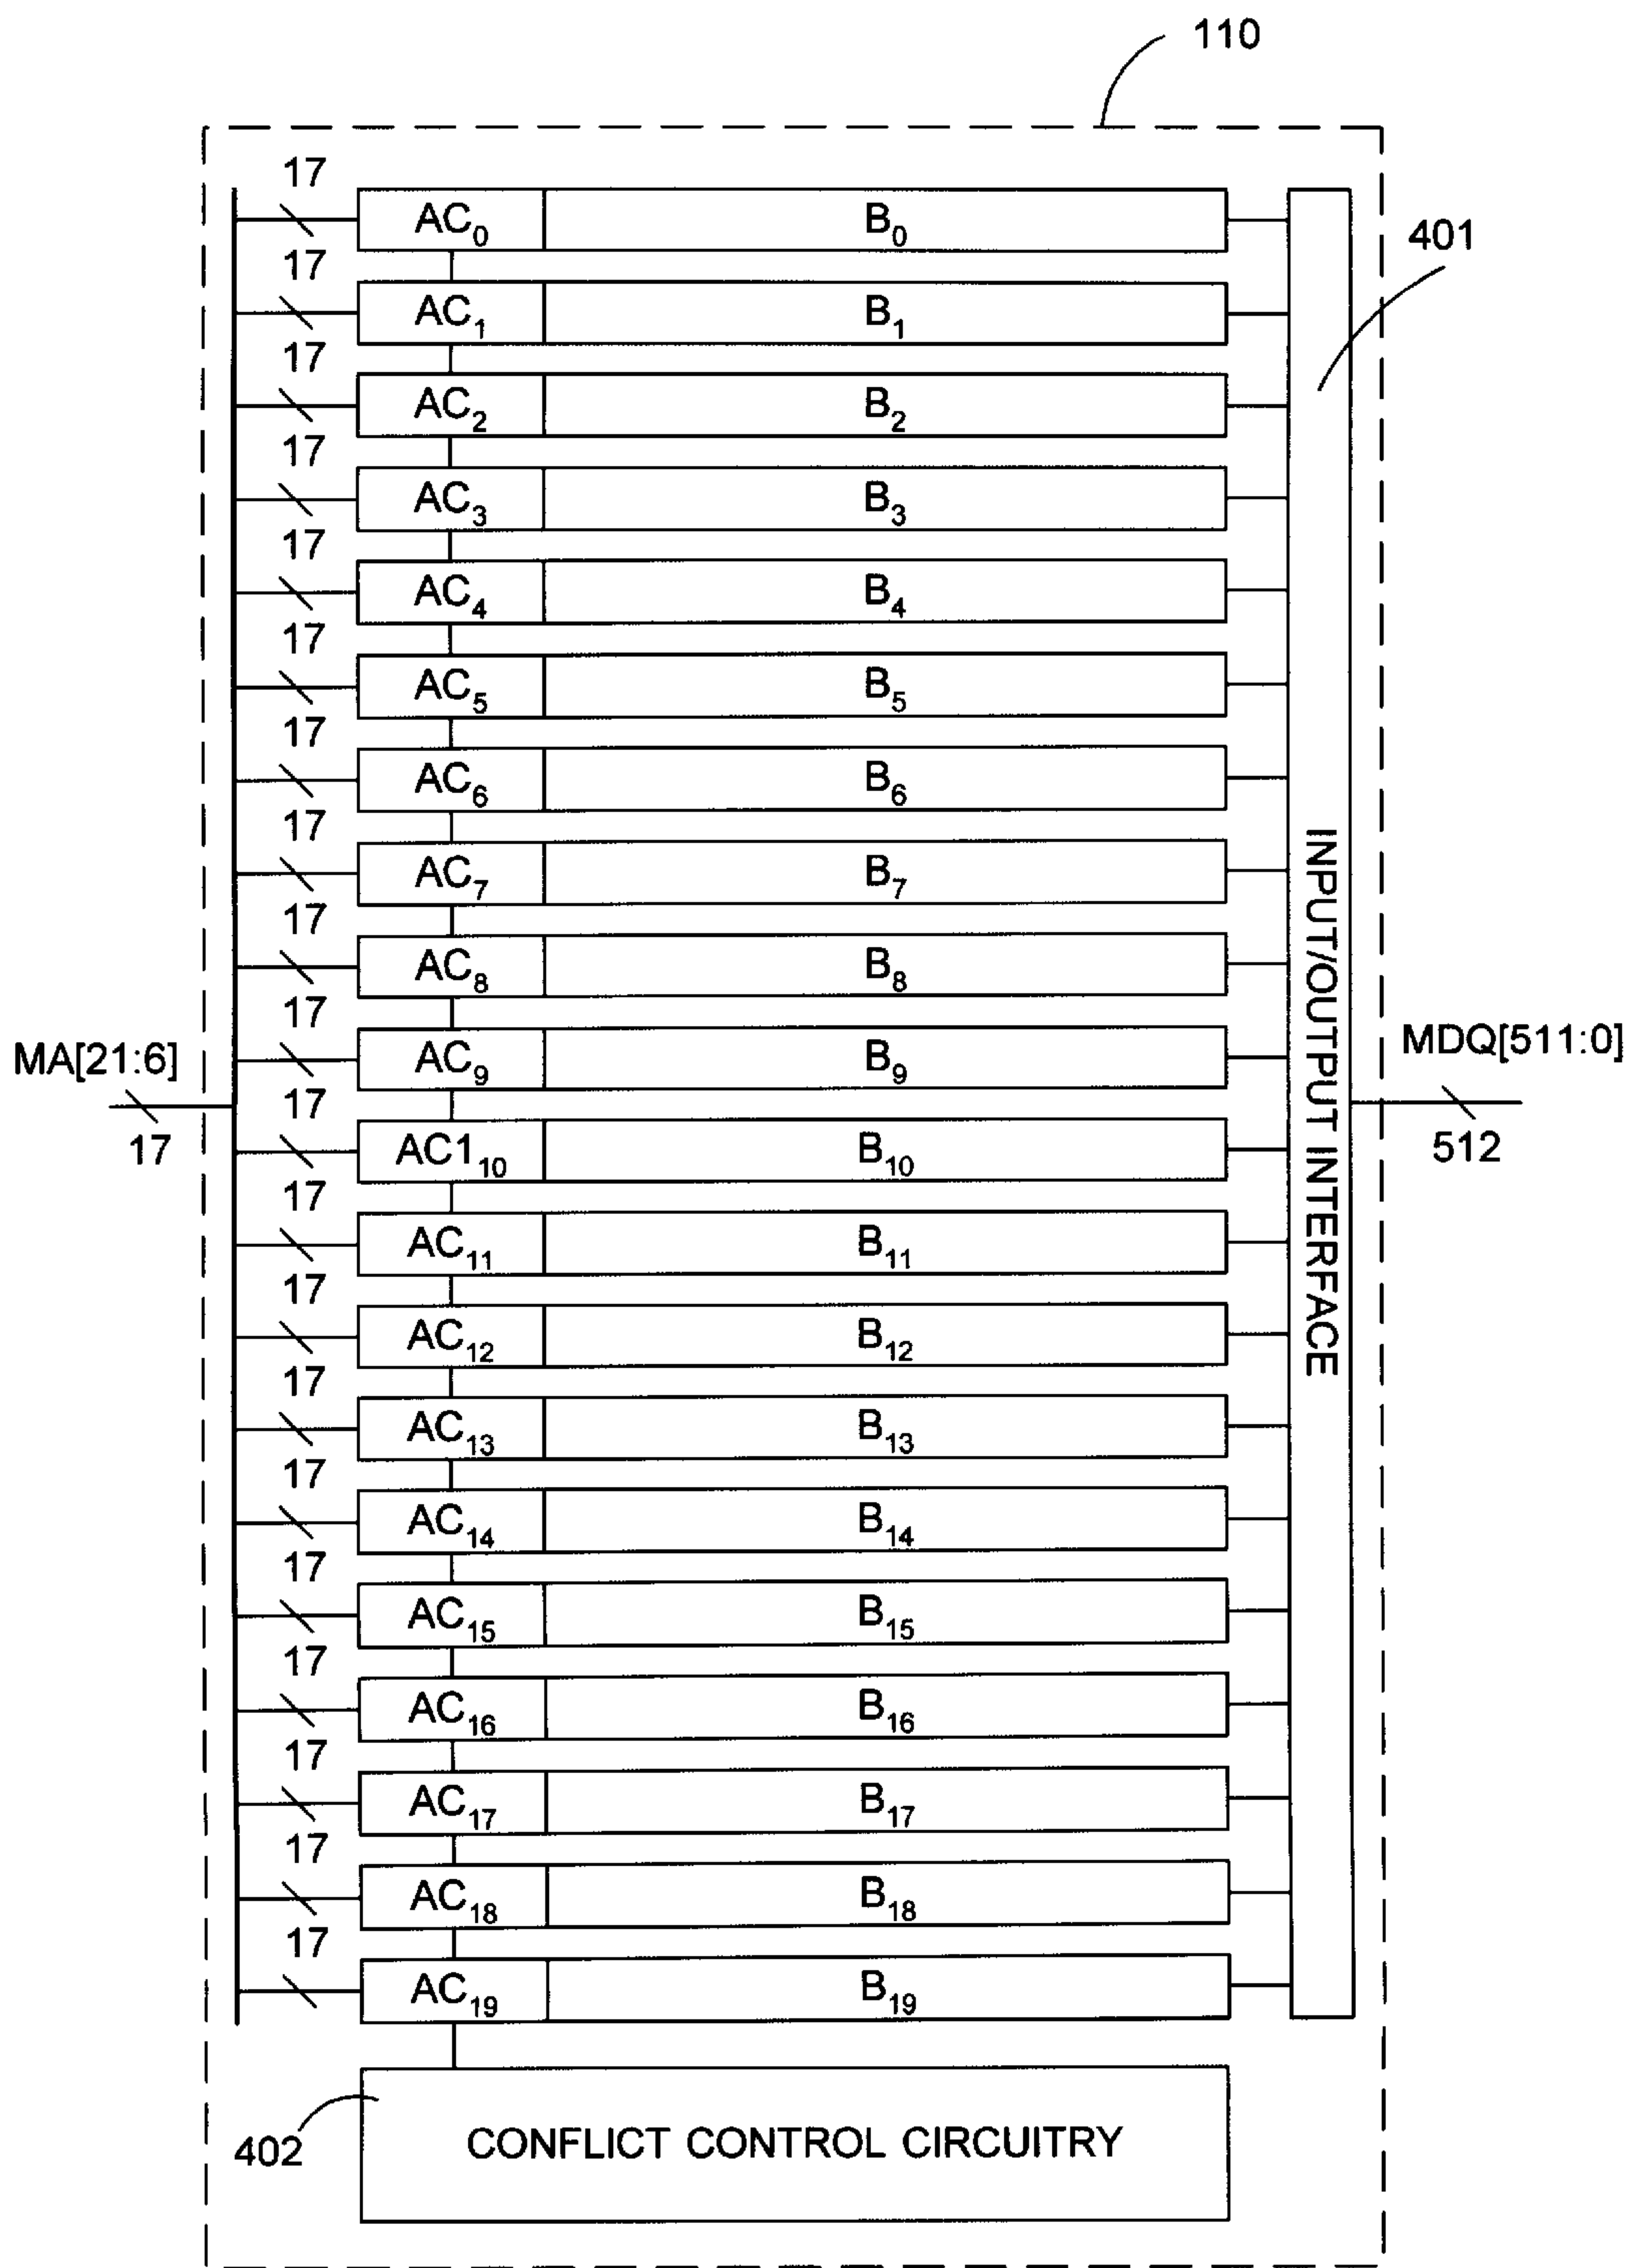 110
17
AC₀ B₀
401
17
AC₁ B₁
17
AC₂ B₂
17
AC₃ B₃
17
AC₄ B₄
17
AC₅ B₅
17
AC₆ B₆
17
AC₇ B₇
17
AC₈ B₈
17
AC₉ B₉
MA[21:6]
17
INPUT/OUTPUT INTERFACE
MDQ[511:0]
512
17
AC1₁₀ B₁₀
17
AC₁₁ B₁₁
17
AC₁₂ B₁₂
17
AC₁₃ B₁₃
17
AC₁₄ B₁₄
17
AC₁₅ B₁₅
17
AC₁₆ B₁₆
17
AC₁₇ B₁₇
17
AC₁₈ B₁₈
17
AC₁₉ B₁₉
402
CONFLICT CONTROL CIRCUITRY